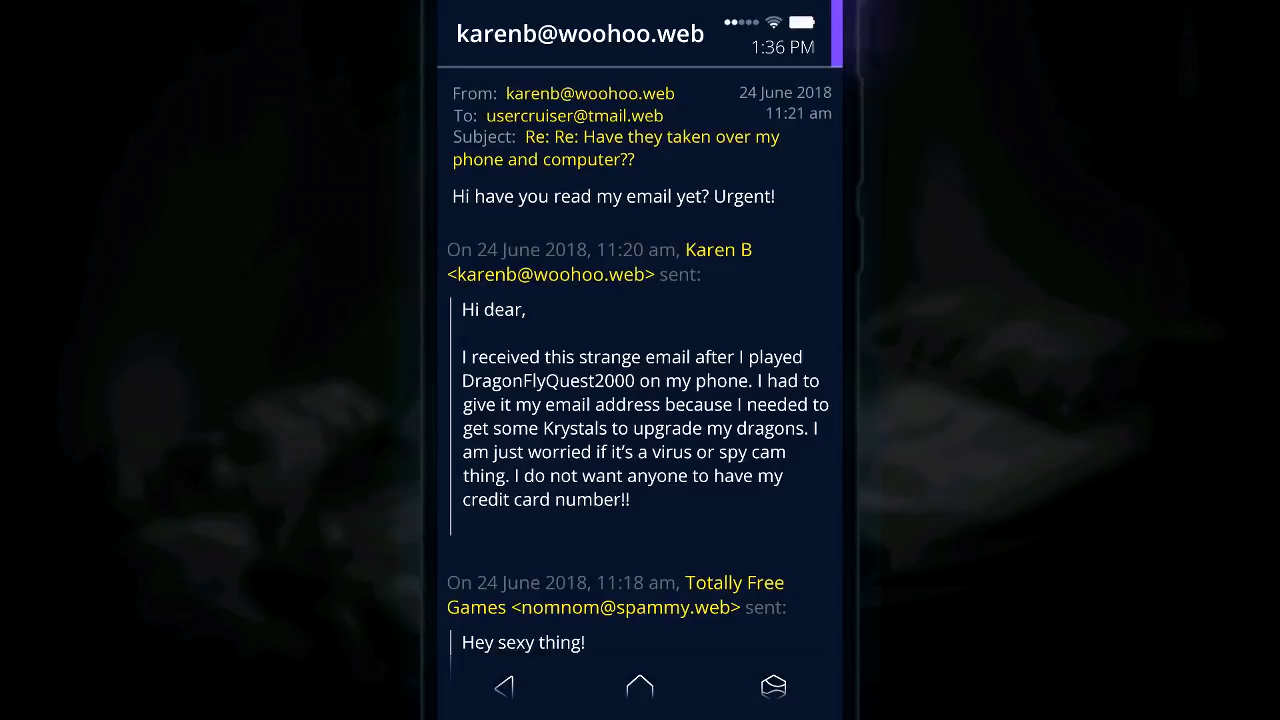 karenb@woohoo.web
1:36 PM
From: karenb@woohoo.web
24 June 2018
To: usercruiser@tmail.web
11:21 am
Subject: Re: Re: Have they taken over my
phone and computer??
Hi have you read my email yet? Urgent!
On 24 June 2018, 11:20 am, Karen B
<karenb@woohoo.web> sent:
Hi dear,
I received this strange email after I played
DragonFlyQuest2000 on my phone. I had to
give it my email address because I needed to
get some Krystals to upgrade my dragons. I
am just worried if it’s a virus or spy cam
thing. I do not want anyone to have my
credit card number!!
On 24 June 2018, 11:18 am, Totally Free
Games <nomnom@spammy.web> sent:
Hey sexy thing!